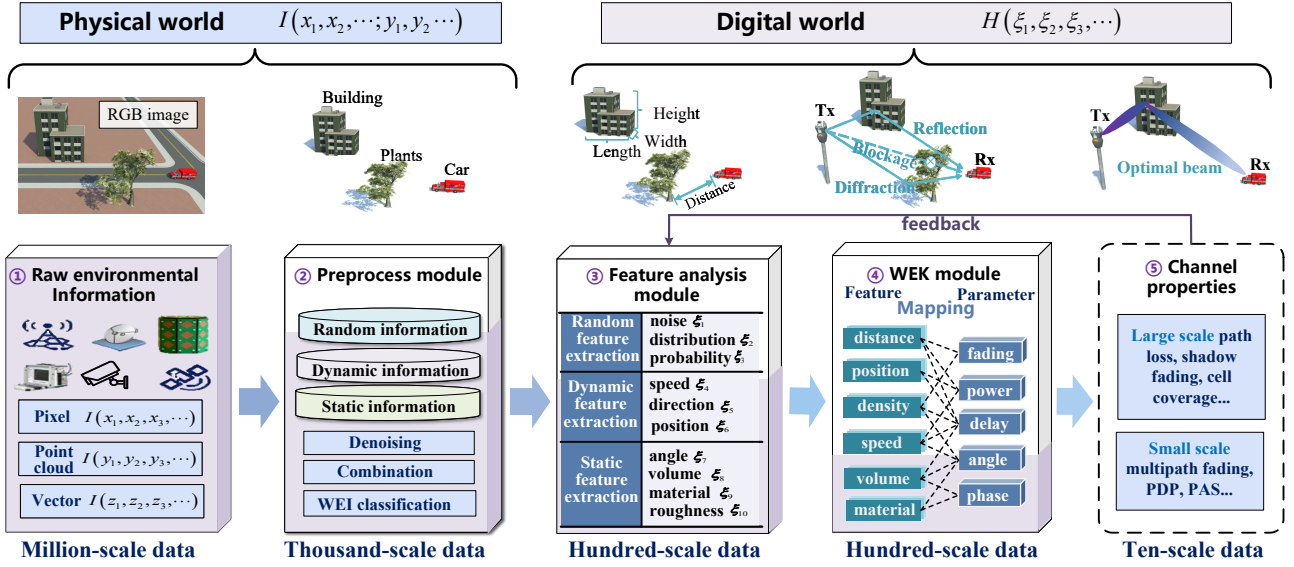 Physical world I(x₁, x₂, ⋯; y₁, y₂ ⋯)
Digital world H(ξ₁, ξ₂, ξ₃, ⋯)
RGB image
Building
Plants
Car
Height
Width
Length
Distance
Tx
Reflection
Blockage
Rx
Diffraction
Tx
Optimal beam
Rx
feedback
① Raw environmental
Information
Pixel I(x₁, x₂, x₃, ⋯)
Point
cloud I(y₁, y₂, y₃, ⋯)
Vector I(z₁, z₂, z₃, ⋯)
Million-scale data
② Preprocess module
Random information
Dynamic information
Static information
Denoising
Combination
WEI classification
Thousand-scale data
③ Feature analysis
module
Random
feature
extraction
noise ξ₁
distribution ξ₂
probability ξ₃
Dynamic
feature
extraction
speed ξ₄
direction ξ₅
position ξ₆
Static
feature
extraction
angle ξ₇
volume ξ₈
material ξ₉
roughness ξ₁₀
Hundred-scale data
④ WEK module
Feature
Parameter
Mapping
distance
position
density
speed
volume
material
fading
power
delay
angle
phase
Hundred-scale data
⑤ Channel
properties
Large scale path
loss, shadow
fading, cell
coverage...
Small scale
multipath fading,
PDP, PAS...
Ten-scale data